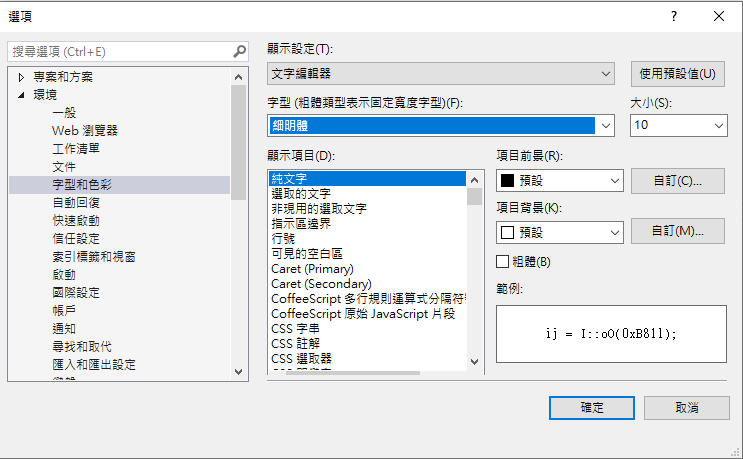 選項
搜尋選項 (Ctrl+E)
專案和方案
環境
一般
Web 瀏覽器
工作清單
文件
字型和色彩
自動回復
快速啟動
信任設定
索引標籤和視窗
啟動
國際設定
帳戶
通知
尋找和取代
匯入和匯出設定
顯示設定(T):
文字編輯器
使用預設值(U)
字型 (粗體類型表示固定寬度字型)(F):
大小(S):
細明體
10
顯示項目(D):
純文字
選取的文字
非現用的選取文字
指示區邊界
行號
可見的空白區
Caret (Primary)
Caret (Secondary)
CoffeeScript 多行規則運算式分隔符
CoffeeScript 原始 JavaScript 片段
CSS 字串
CSS 註解
CSS 選取器
項目前景(R):
預設
自訂(C)...
項目背景(K):
預設
自訂(M)...
粗體(B)
範例:
ij = I::oO(0xB81l);
確定
取消